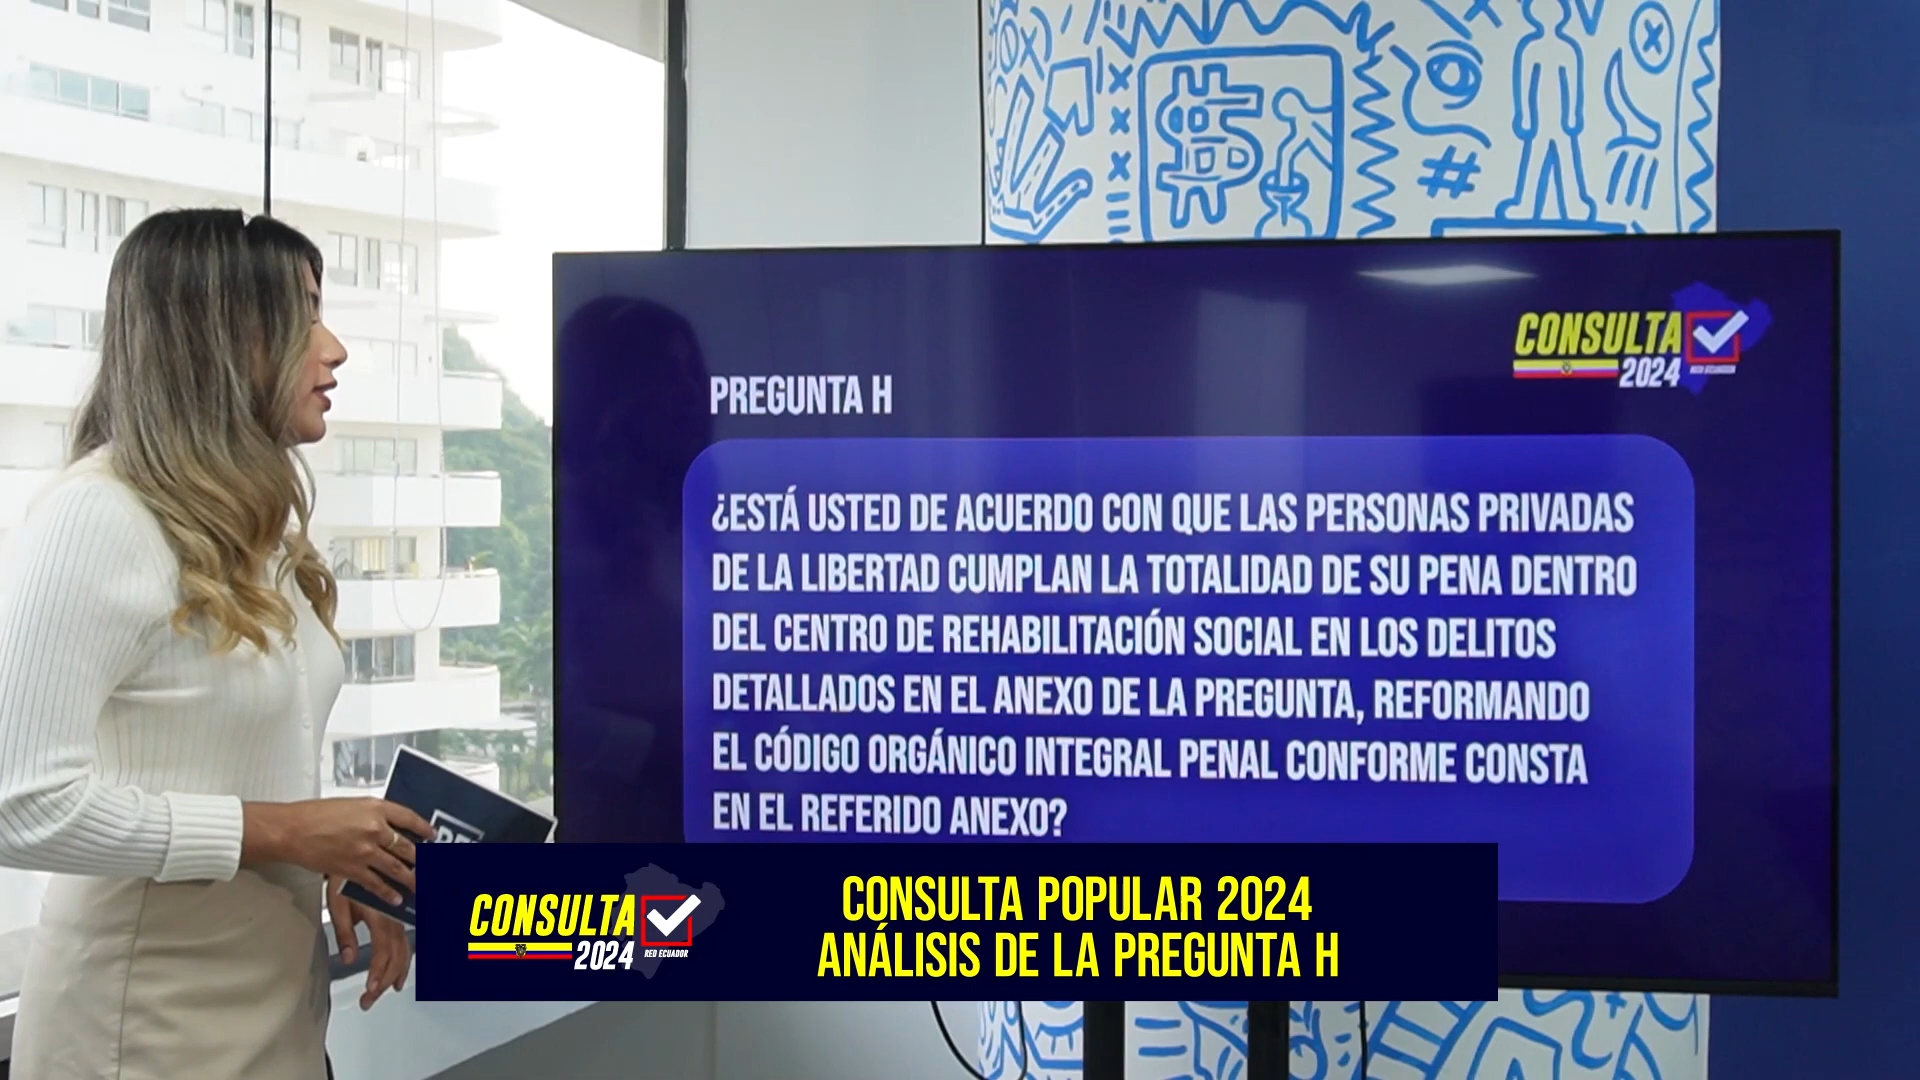 CONSULTA
2024
RED ECUADOR
PREGUNTA H
¿ESTÁ USTED DE ACUERDO CON QUE LAS PERSONAS PRIVADAS
DE LA LIBERTAD CUMPLAN LA TOTALIDAD DE SU PENA DENTRO
DEL CENTRO DE REHABILITACIÓN SOCIAL EN LOS DELITOS
DETALLADOS EN EL ANEXO DE LA PREGUNTA, REFORMANDO
EL CÓDIGO ORGÁNICO INTEGRAL PENAL CONFORME CONSTA
EN EL REFERIDO ANEXO?
CONSULTA
2024
RED ECUADOR
CONSULTA POPULAR 2024
ANÁLISIS DE LA PREGUNTA H